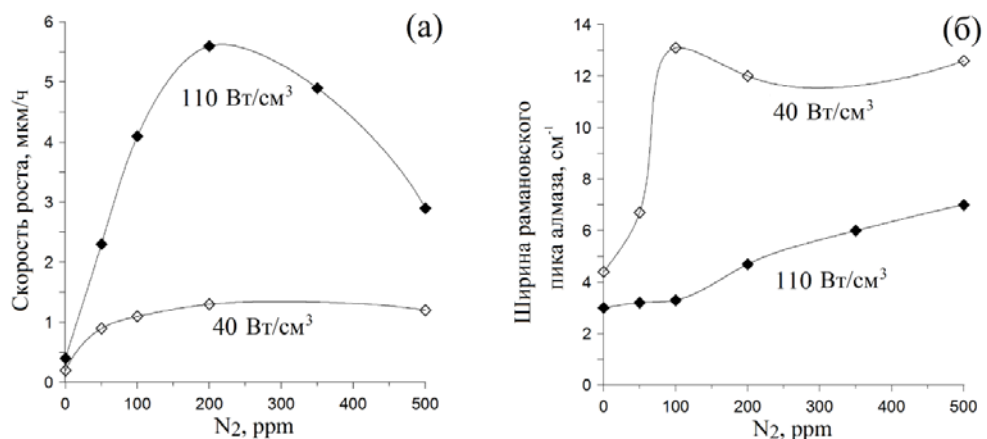 (а)
Скорость роста, мкм/ч
6
5
4
3
2
1
0
110 Вт/см³
40 Вт/см³
0 100 200 300 400 500
N₂, ppm
(б)
Ширина рамановского
пика алмаза, см⁻¹
14
12
10
8
6
4
2
0
40 Вт/см³
110 Вт/см³
0 100 200 300 400 500
N₂, ppm